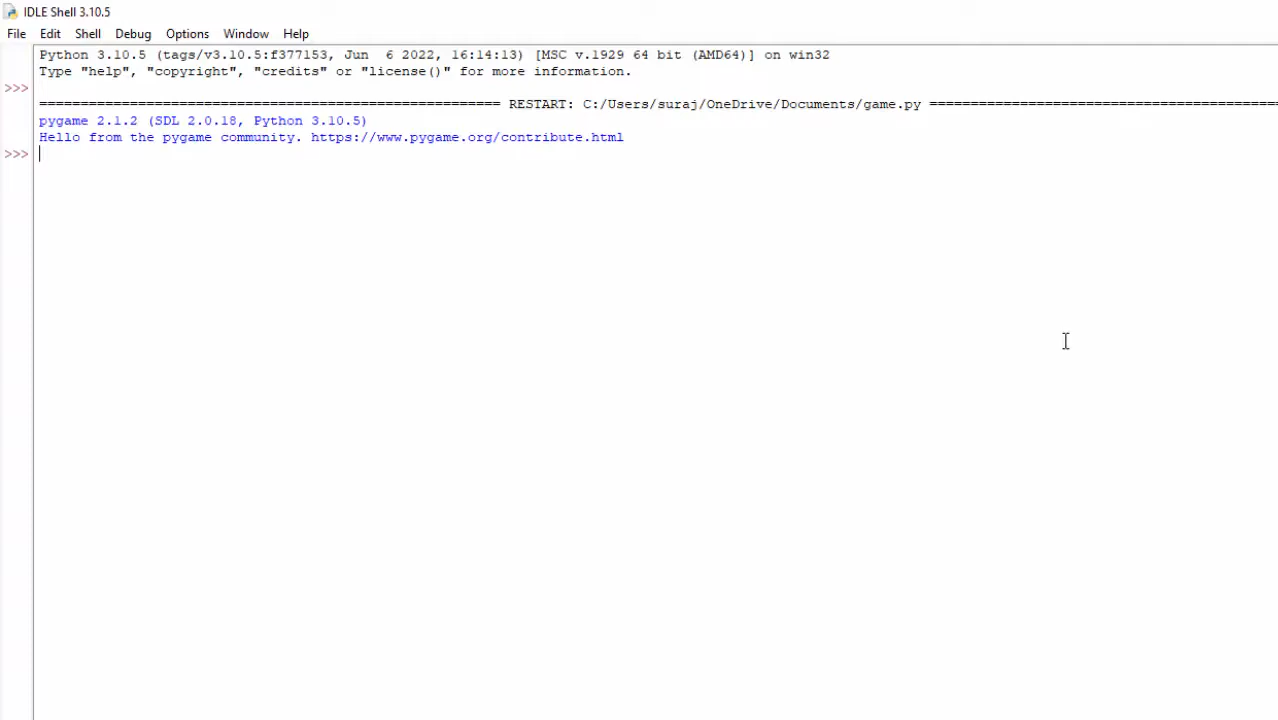 IDLE Shell 3.10.5
File Edit Shell Debug Options Window Help
Python 3.10.5 (tags/v3.10.5:f377153, Jun  6 2022, 16:14:13) [MSC v.1929 64 bit (AMD64)] on win32
Type "help", "copyright", "credits" or "license()" for more information.
>>>
======================================================== RESTART: C:/Users/suraj/OneDrive/Documents/game.py ==========================================
pygame 2.1.2 (SDL 2.0.18, Python 3.10.5)
Hello from the pygame community. https://www.pygame.org/contribute.html
>>>